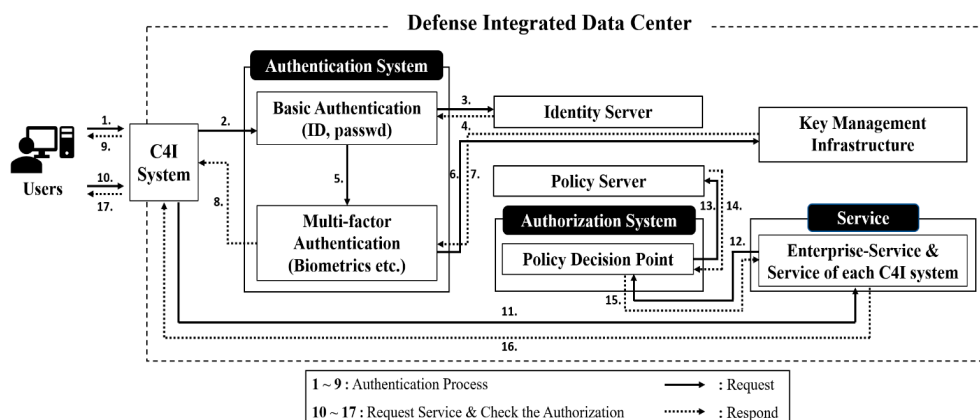 Defense Integrated Data Center
Authentication System
Basic Authentication
(ID, passwd)
Multi-factor
Authentication
(Biometrics etc.)
Identity Server
Key Management
Infrastructure
Policy Server
Authorization System
Policy Decision Point
Service
Enterprise-Service &
Service of each C4I system
C4I
System
Users
1.
9.
10.
17.
2.
3.
4.
5.
6.
7.
8.
13.
14.
12.
15.
11.
16.
1 ~ 9 : Authentication Process
: Request
10 ~ 17 : Request Service & Check the Authorization
: Respond